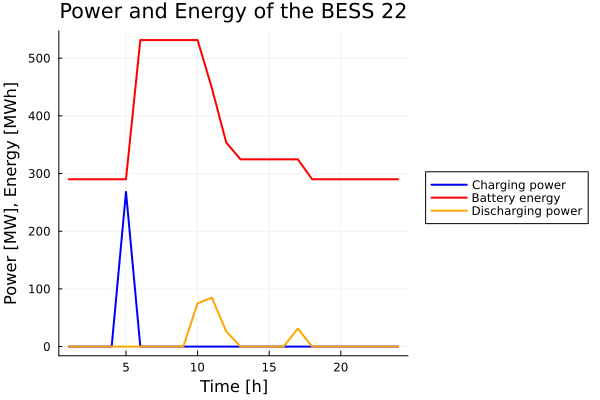 Power and Energy of the BESS 22
Power [MW], Energy [MWh]
500
400
300
200
100
0
5
10
15
20
Time [h]
Charging power
Battery energy
Discharging power